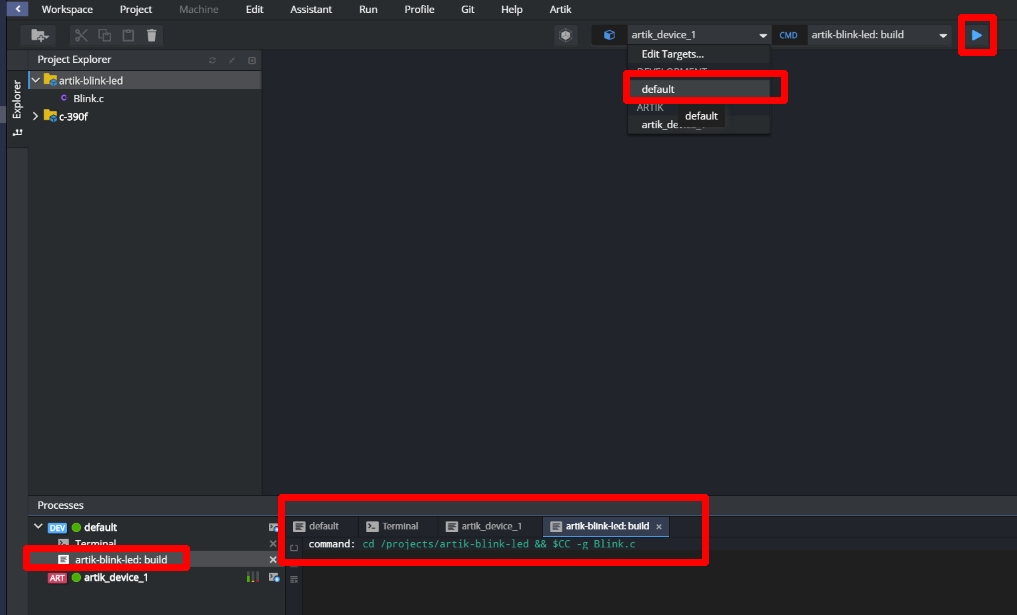 Workspace Project Machine Edit Assistant Run Profile Git Help Artik
artik_device_1 CMD artik-blink-led: build
Edit Targets...
DEVELOPMENT
default
ARTIK
default
Explorer
Project Explorer
artik-blink-led
Blink.c
c-390f
Processes
DEV default
Terminal
artik-blink-led: build
ART artik_device_1
default Terminal artik_device_1 artik-blink-led: build ×
command: cd /projects/artik-blink-led && $CC -g Blink.c